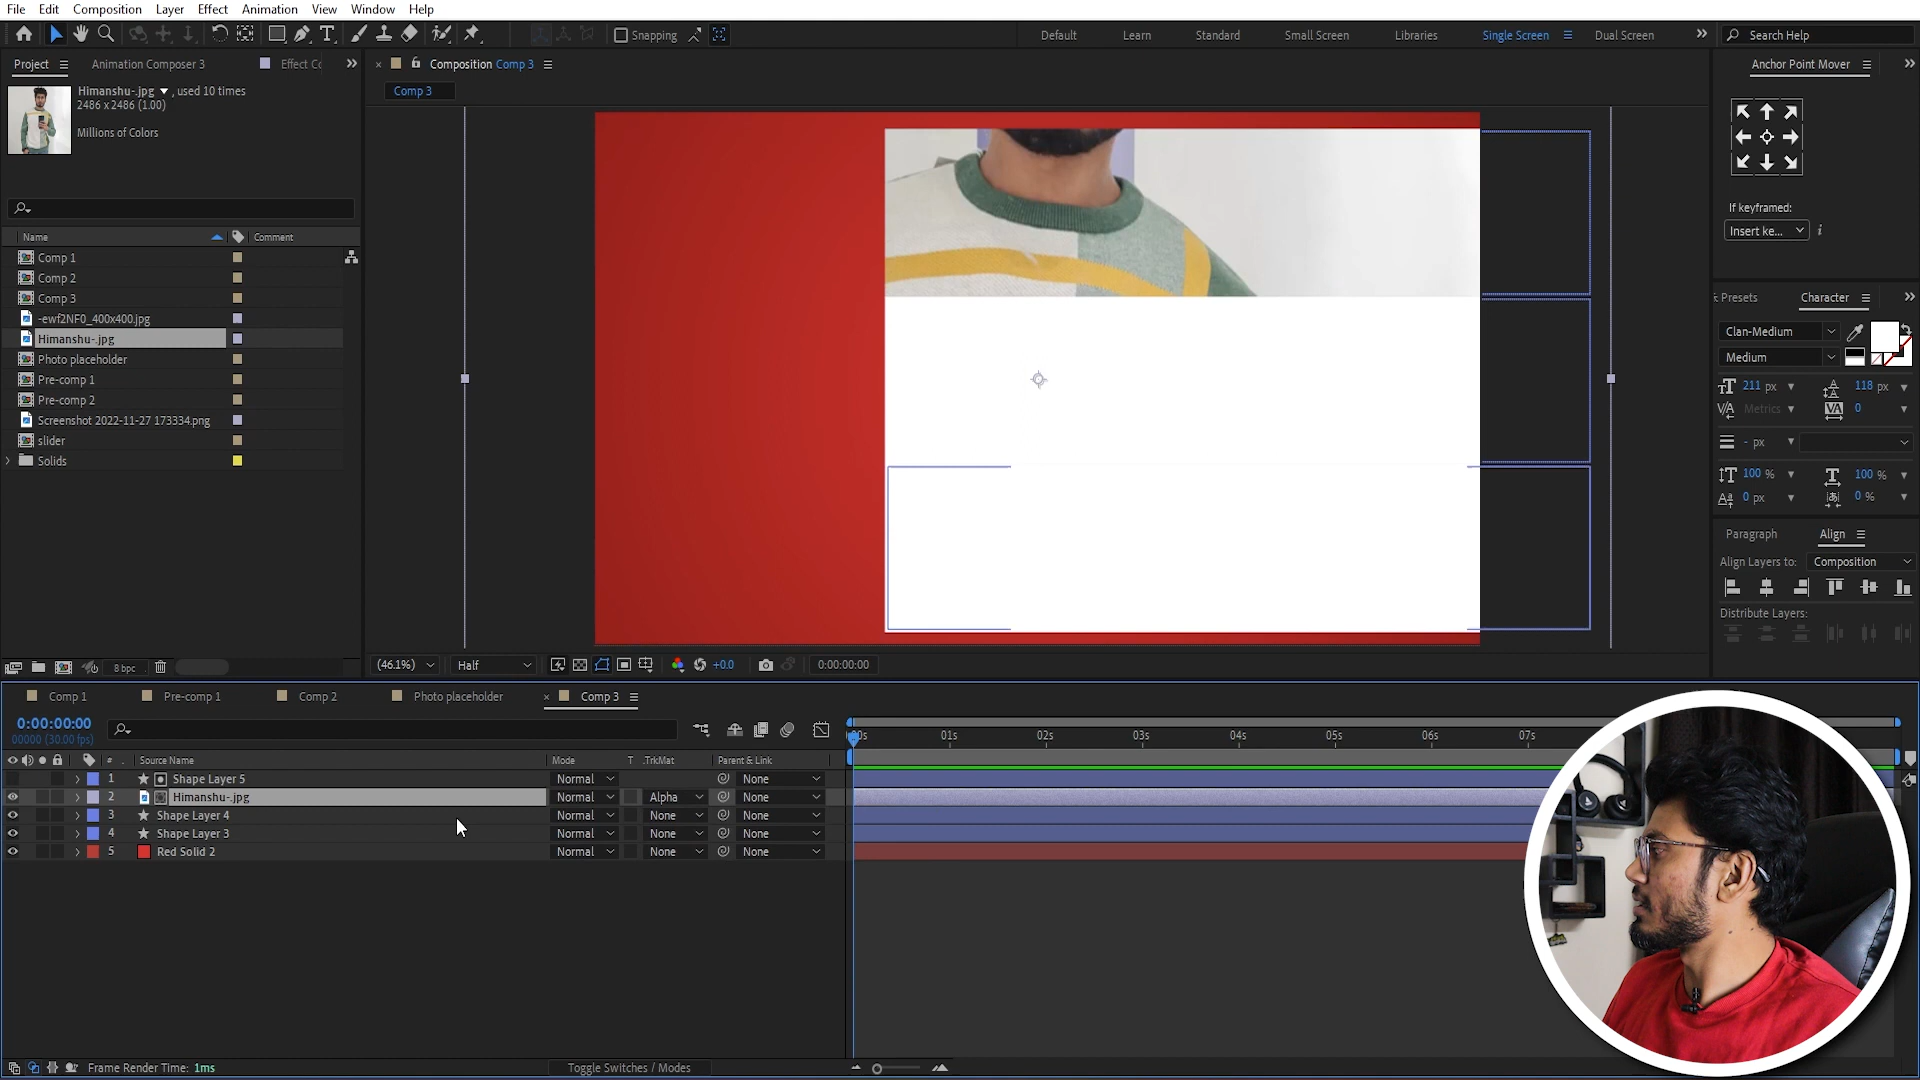 File Edit Composition Layer Effect Animation View Window Help
Snapping Default Learn Standard Small Screen Libraries Single Screen Dual Screen Search Help
Project Animation Composer 3 Effect Co
Composition Comp 3
Anchor Point Mover
Comp 3
Himanshu-.jpg , used 10 times
2486 x 2486 (1.00)
Millions of Colors
If keyframed:
Insert ke...
Name Comment
Comp 1
Comp 2
Comp 3
-ewf2NF0_400x400.jpg
Himanshu-.jpg
Photo placeholder
Pre-comp 1
Pre-comp 2
Screenshot 2022-11-27 173334.png
slider
Solids
Presets Character
Clan-Medium
Medium
211 px 118 px
Metrics 0
- px
100 % 100 %
0 px 0 %
Paragraph Align
Align Layers to: Composition
Distribute Layers:
8 bpc
(46.1%) Half +0.0 0:00:00:00
Comp 1 Pre-comp 1 Comp 2 Photo placeholder Comp 3
0:00:00:00
00000 (30.00 fps)
01s 02s 03s 04s 05s 06s 07s
# Source Name Mode T .TrkMat Parent & Link
1 Shape Layer 5 Normal None
2 Himanshu-.jpg Normal Alpha None
3 Shape Layer 4 Normal None None
4 Shape Layer 3 Normal None None
5 Red Solid 2 Normal None None
Frame Render Time: 1ms Toggle Switches / Modes